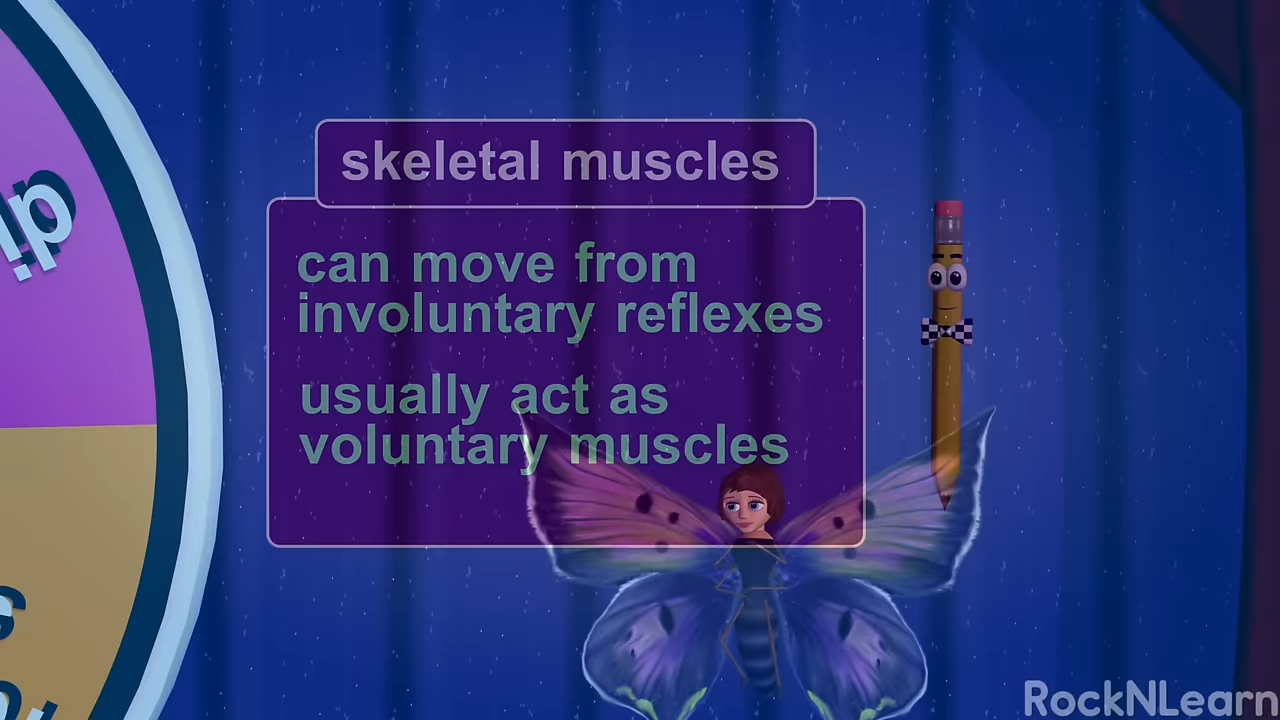 skeletal muscles
can move from
involuntary reflexes
usually act as
voluntary muscles
RockNLearn